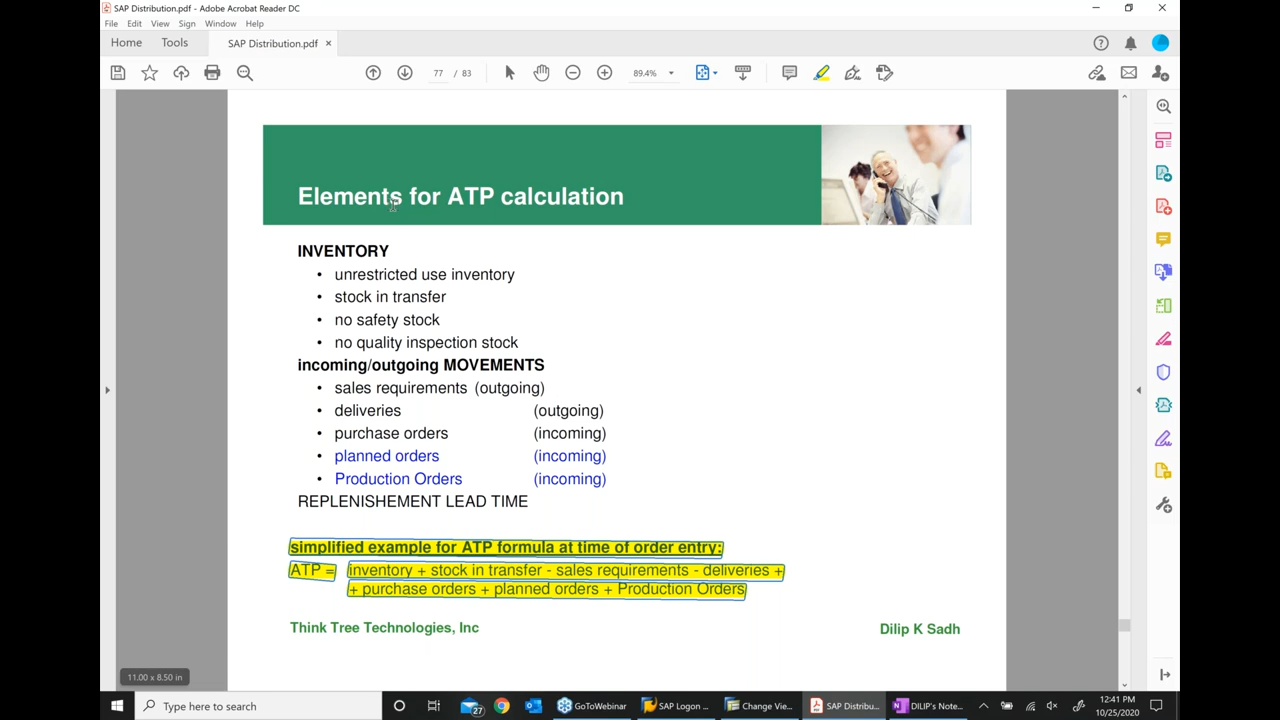 SAP Distribution.pdf - Adobe Acrobat Reader DC
File Edit View Sign Window Help
Home Tools SAP Distribution.pdf ×
77 / 83 89.4%
Elements for ATP calculation
INVENTORY
• unrestricted use inventory
• stock in transfer
• no safety stock
• no quality inspection stock
incoming/outgoing MOVEMENTS
• sales requirements (outgoing)
• deliveries (outgoing)
• purchase orders (incoming)
• planned orders (incoming)
• Production Orders (incoming)
REPLENISHEMENT LEAD TIME
simplified example for ATP formula at time of order entry:
ATP = inventory + stock in transfer - sales requirements - deliveries +
+ purchase orders + planned orders + Production Orders
Think Tree Technologies, Inc Dilip K Sadh
11.00 x 8.50 in
Type here to search 27 GoToWebinar SAP Logon ... Change Vie... SAP Distribu... DILIP's Note... 12:41 PM
10/25/2020